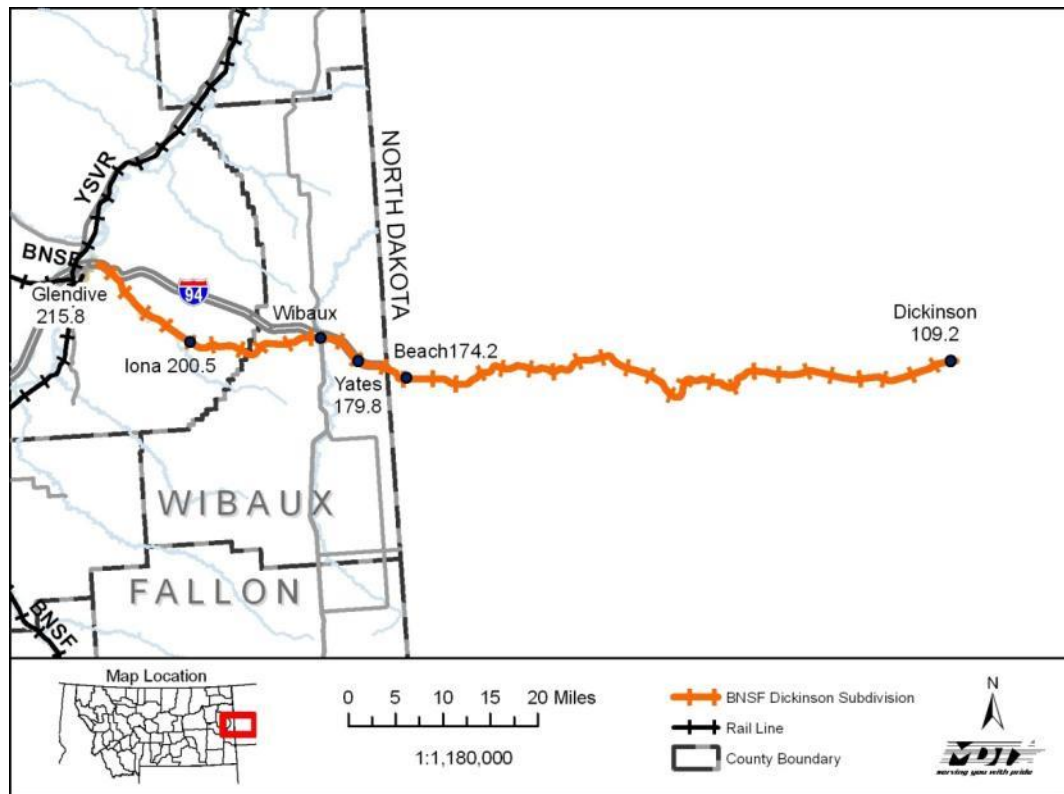 YSVR
NORTH DAKOTA
BNSF
Glendive
215.8
94
Wibaux
Dickinson
109.2
Iona 200.5
Beach174.2
Yates
179.8
WIBAUX
FALLON
BNSF
Map Location
0 5 10 15 20 Miles
1:1,180,000
BNSF Dickinson Subdivision
Rail Line
County Boundary
N
MDT
serving you with pride